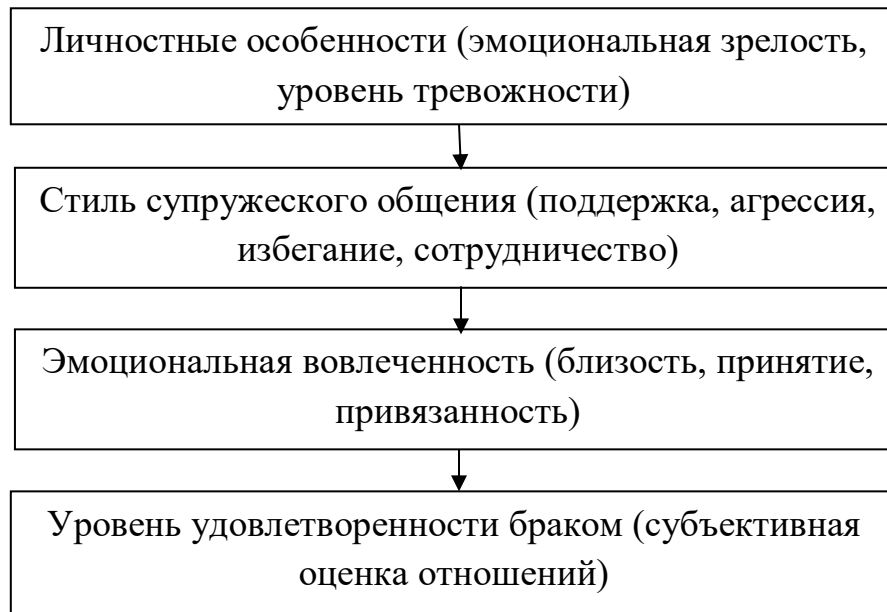 Личностные особенности (эмоциональная зрелость,
уровень тревожности)
Стиль супружеского общения (поддержка, агрессия,
избегание, сотрудничество)
Эмоциональная вовлеченность (близость, принятие,
привязанность)
Уровень удовлетворенности браком (субъективная
оценка отношений)